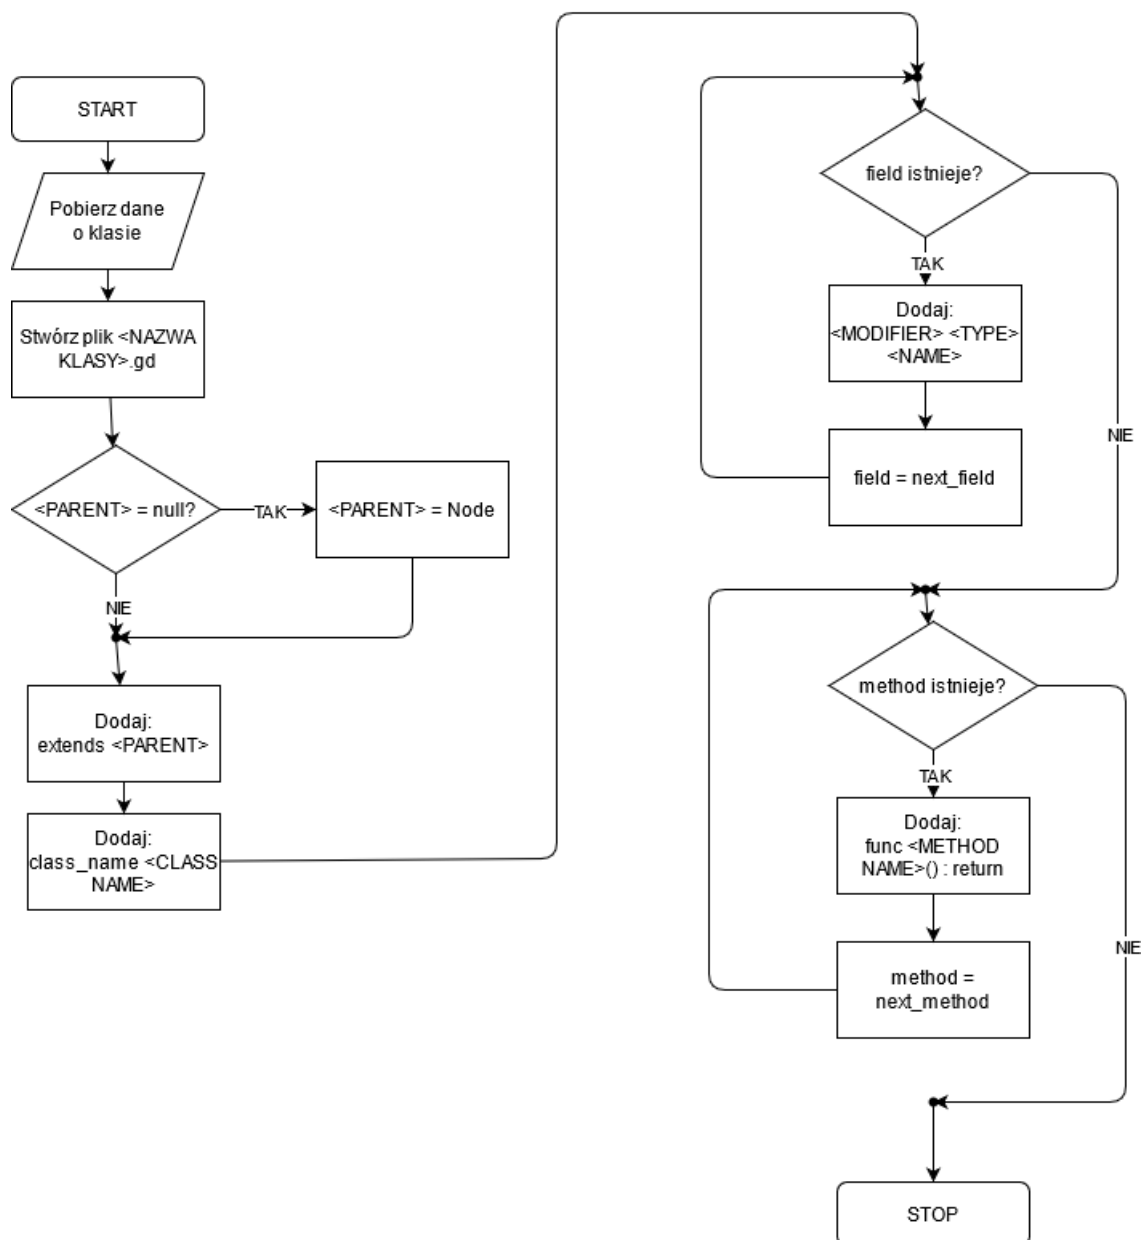 START
Pobierz dane
o klasie
Stwórz plik <NAZWA
KLASY>.gd
<PARENT> = null?
TAK
<PARENT> = Node
NIE
Dodaj:
extends <PARENT>
Dodaj:
class_name <CLASS
NAME>
field istnieje?
TAK
Dodaj:
<MODIFIER> <TYPE>
<NAME>
NIE
field = next_field
method istnieje?
TAK
Dodaj:
func <METHOD
NAME>() : return
NIE
method =
next_method
STOP